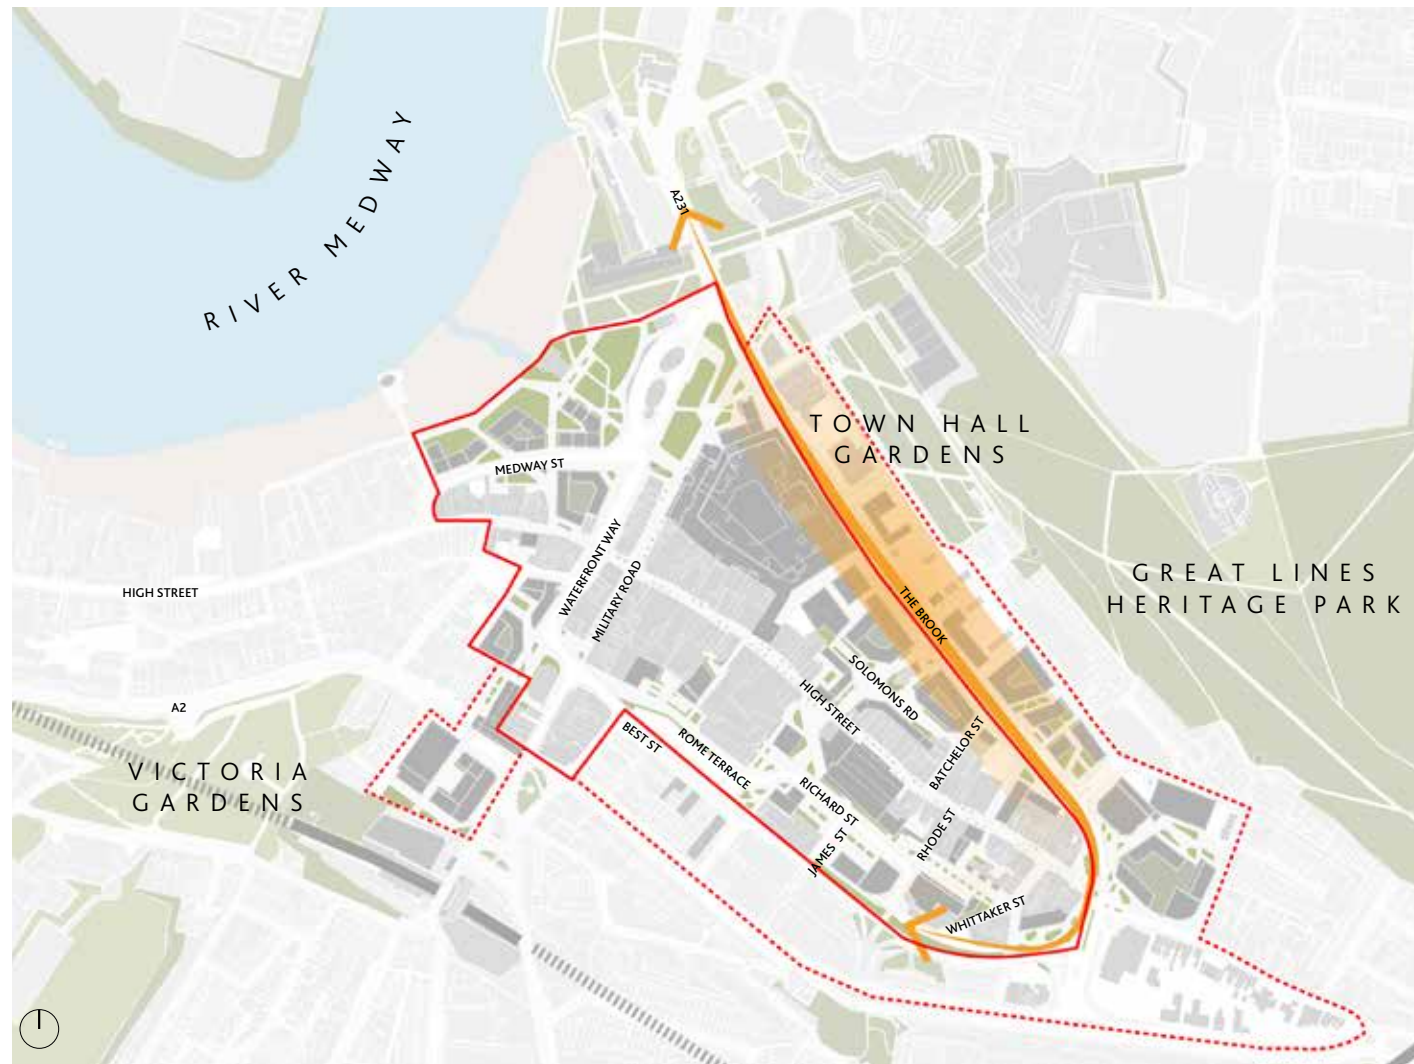 A231
RIVER MEDWAY
TOWN HALL
GARDENS
MEDWAY ST
WATERFRONT WAY
MILITARY ROAD
HIGH STREET
THE BROOK
GREAT LINES
HERITAGE PARK
SOLOMONS RD
HIGH STREET
A2
BATCHELOR ST
BEST ST
ROME TERRACE
VICTORIA
GARDENS
RICHARD ST
JAMES ST
RHODE ST
WHITTAKER ST